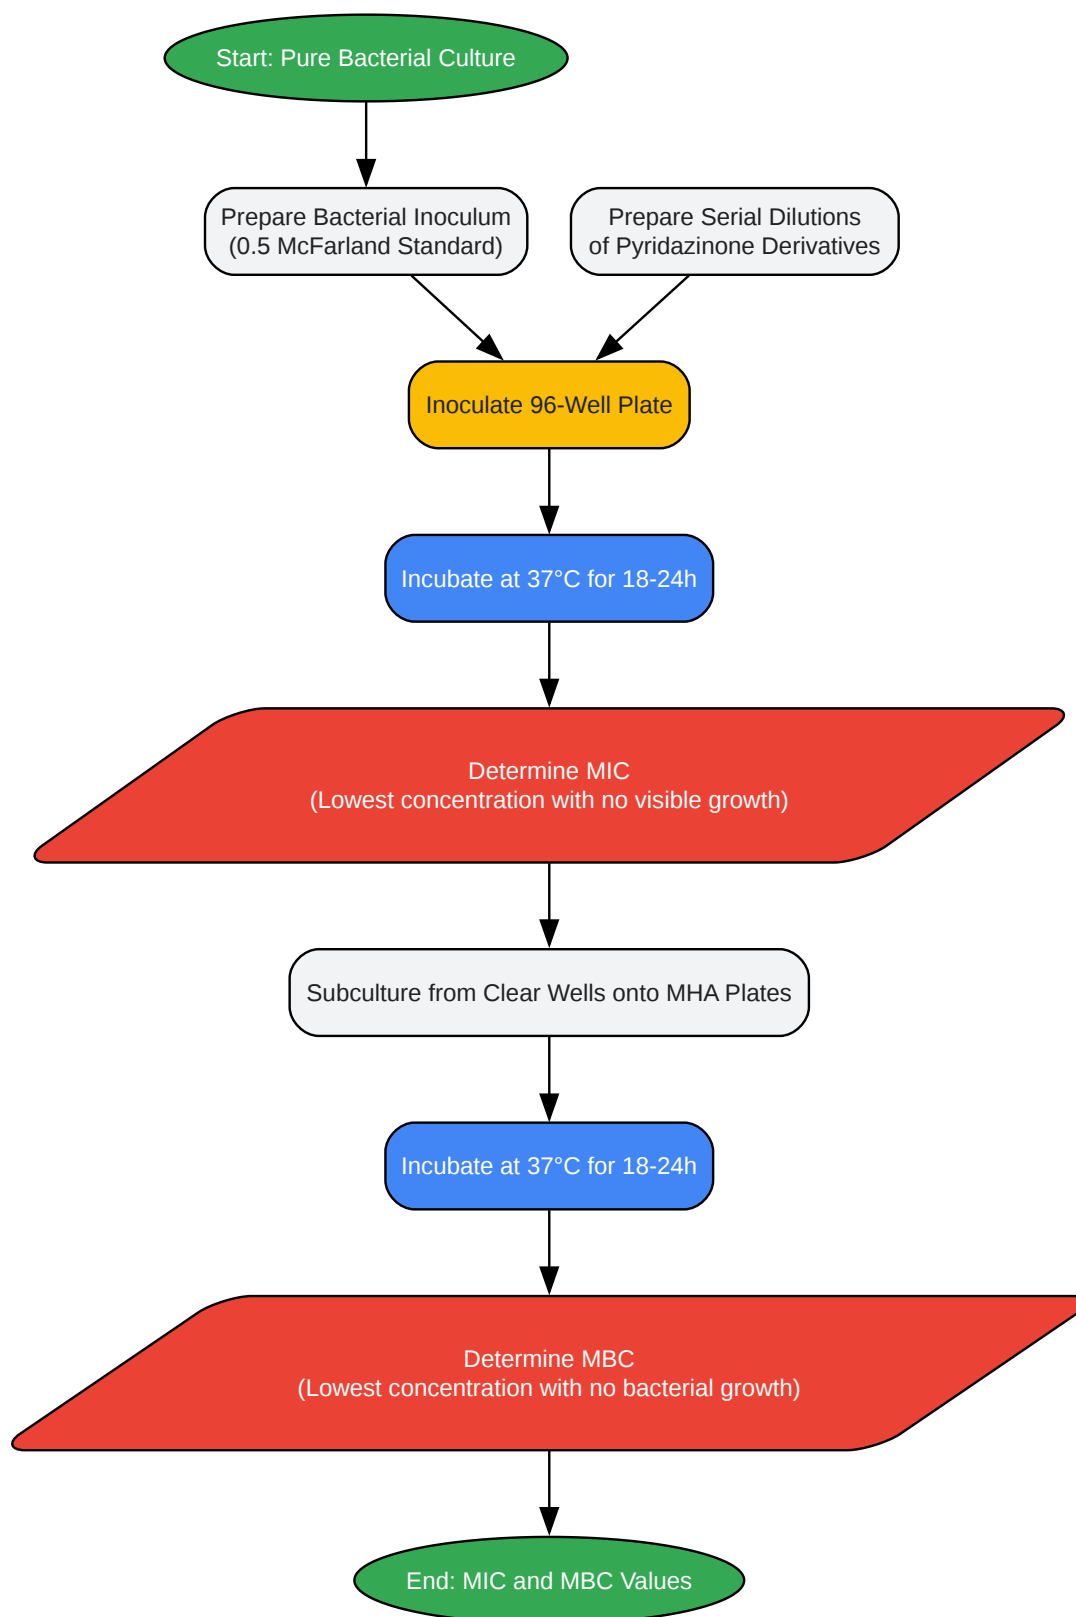 Start: Pure Bacterial Culture
Prepare Bacterial Inoculum
(0.5 McFarland Standard)
Prepare Serial Dilutions
of Pyridazinone Derivatives
Inoculate 96-Well Plate
Incubate at 37°C for 18-24h
Determine MIC
(Lowest concentration with no visible growth)
Subculture from Clear Wells onto MHA Plates
Incubate at 37°C for 18-24h
Determine MBC
(Lowest concentration with no bacterial growth)
End: MIC and MBC Values